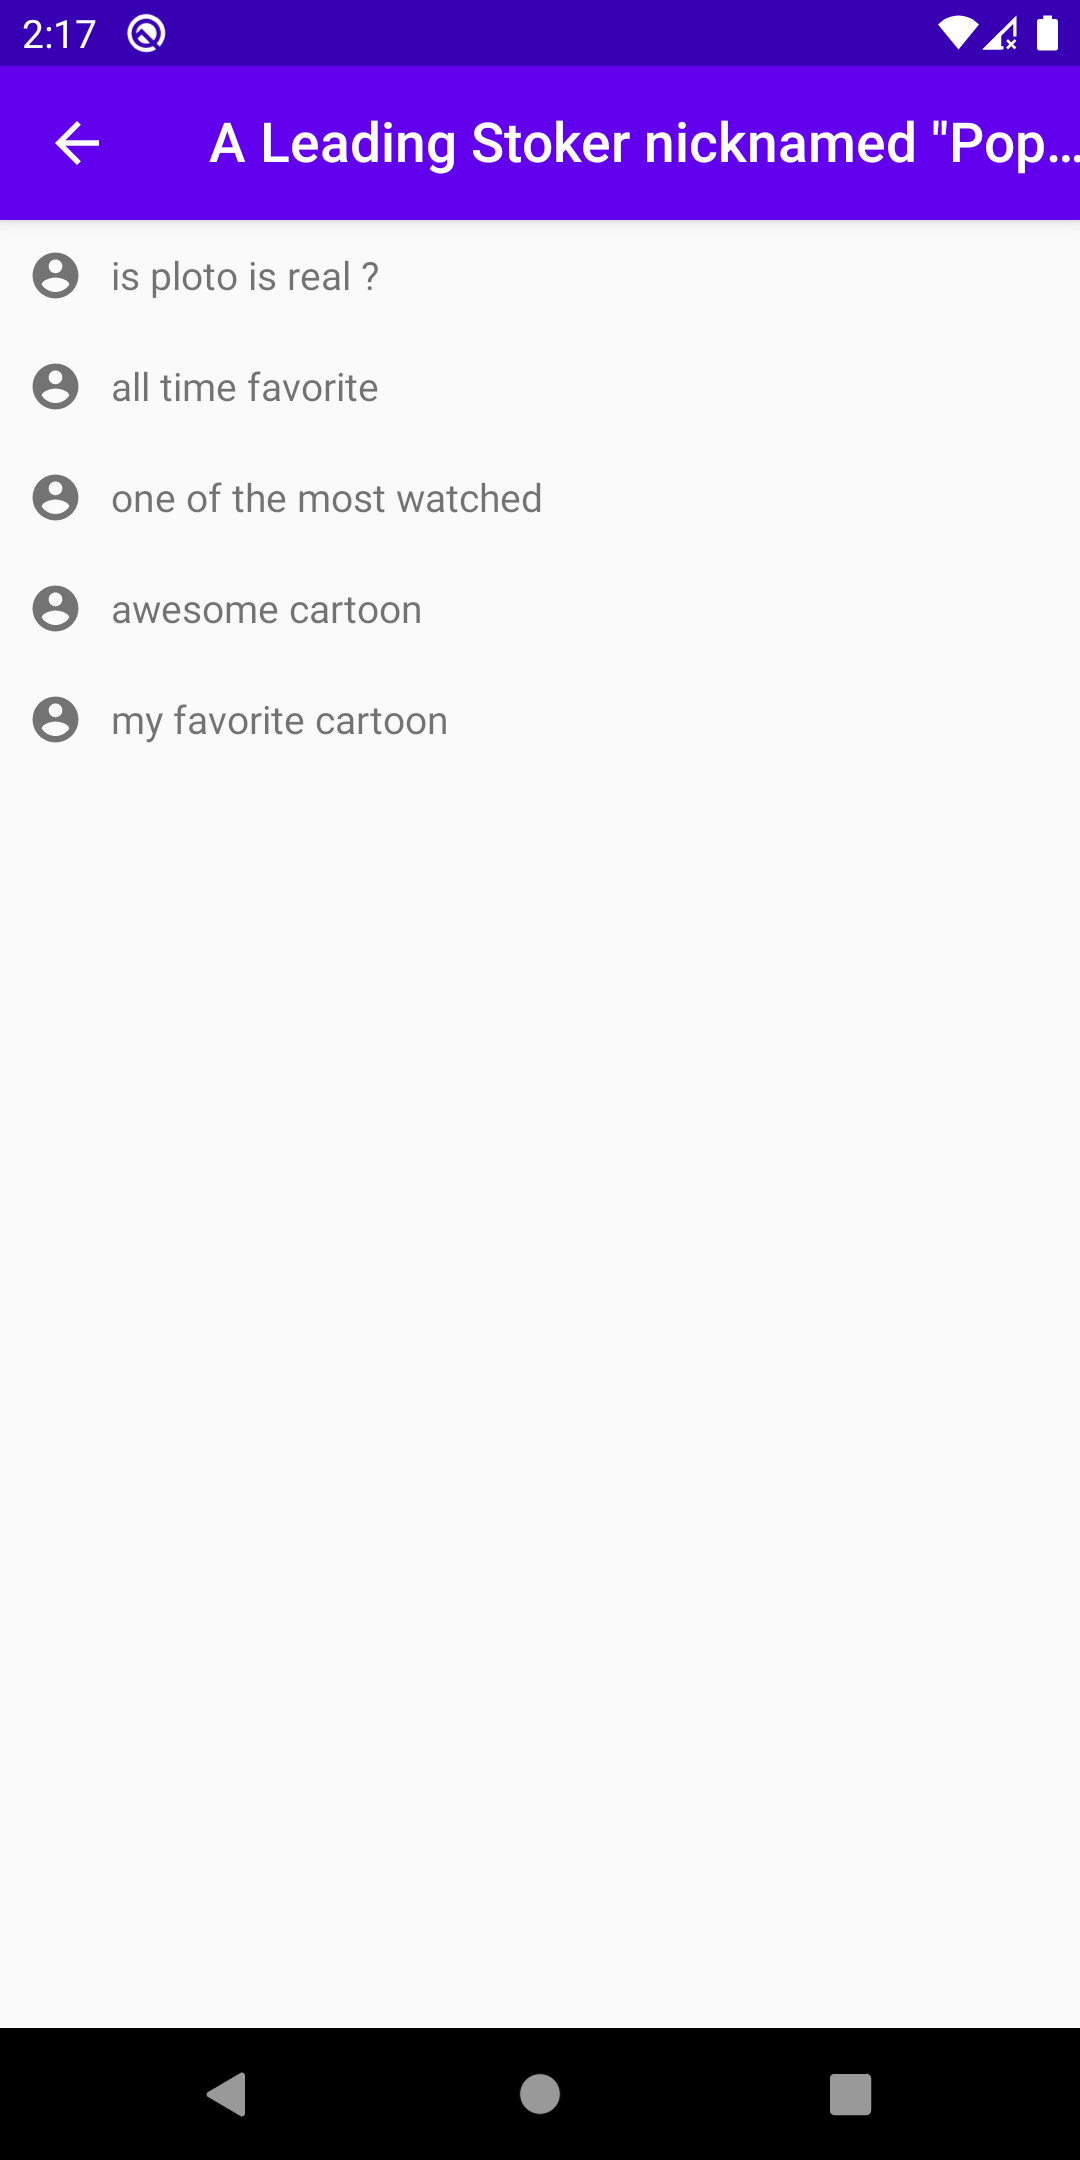 2:17
A Leading Stoker nicknamed "Pop…
is ploto is real ?
all time favorite
one of the most watched
awesome cartoon
my favorite cartoon